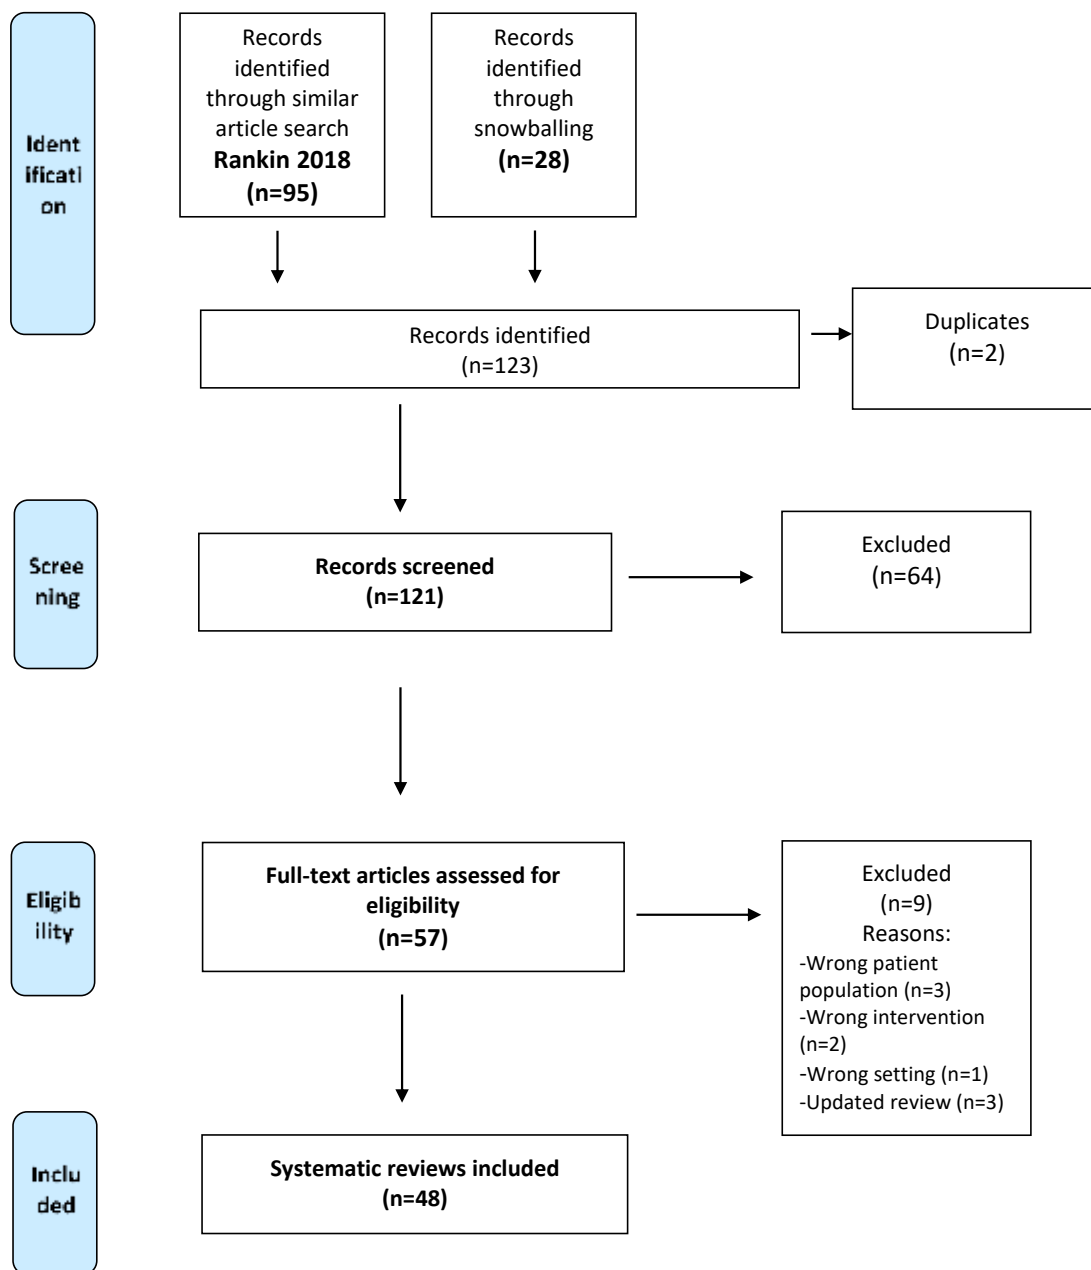 Ident
ificati
on
Records
identified
through similar
article search
Rankin 2018
(n=95)
Records
identified
through
snowballing
(n=28)
Records identified
(n=123)
Duplicates
(n=2)
Scree
ning
Records screened
(n=121)
Excluded
(n=64)
Eligib
ility
Full-text articles assessed for
eligibility
(n=57)
Excluded
(n=9)
Reasons:
-Wrong patient
population (n=3)
-Wrong intervention
(n=2)
-Wrong setting (n=1)
-Updated review (n=3)
Inclu
ded
Systematic reviews included
(n=48)